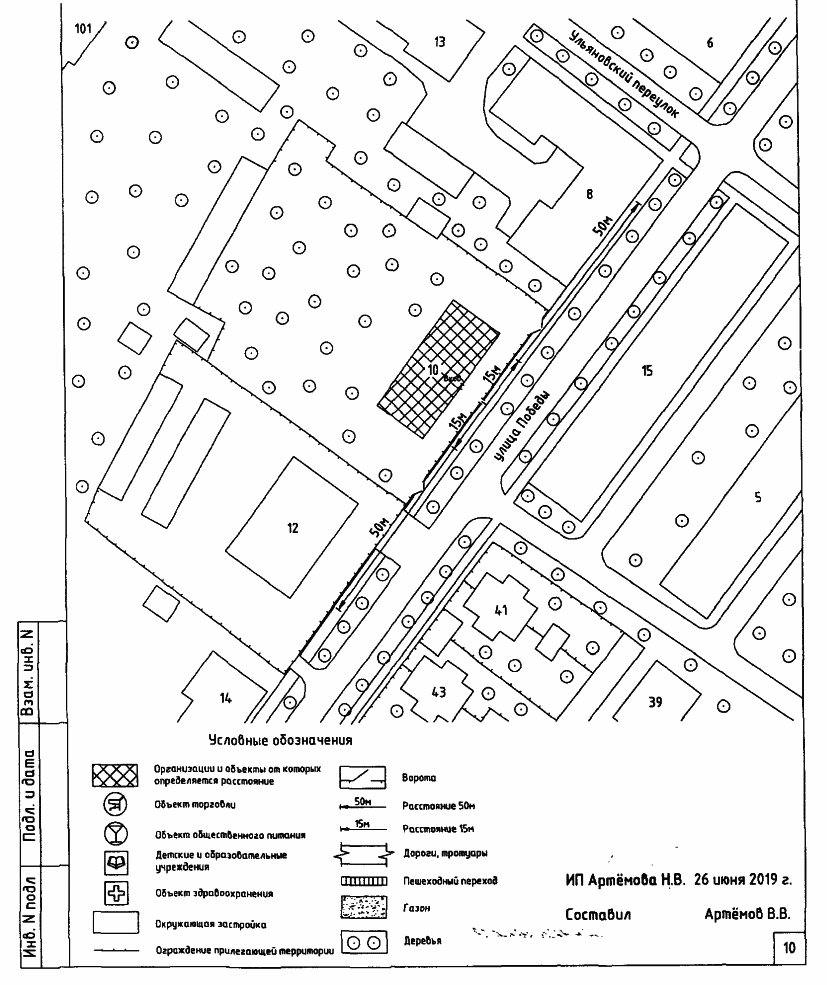 101
13
6
Ульяновский переулок
8
50м
10
Вход
15м
15м
15
улица Победы
5
12
50м
41
14
43
39
Условные обозначения
Организации и объекты от которых
определяется расстояние
Объект торговли
Объект общественного питания
Детские и образовательные
учреждения
Объект здравоохранения
Окружающая застройка
Ограждение прилегающей территории
Ворота
50м
Расстояние 50м
15м
Расстояние 15м
Дороги, тротуары
Пешеходный переход
Газон
Деревья
ИП Артёмова Н.В. 26 июня 2019 г.
Составил Артёмов В.В.
10
Взам. инв. N
Подл. и дата
Инв. N подл